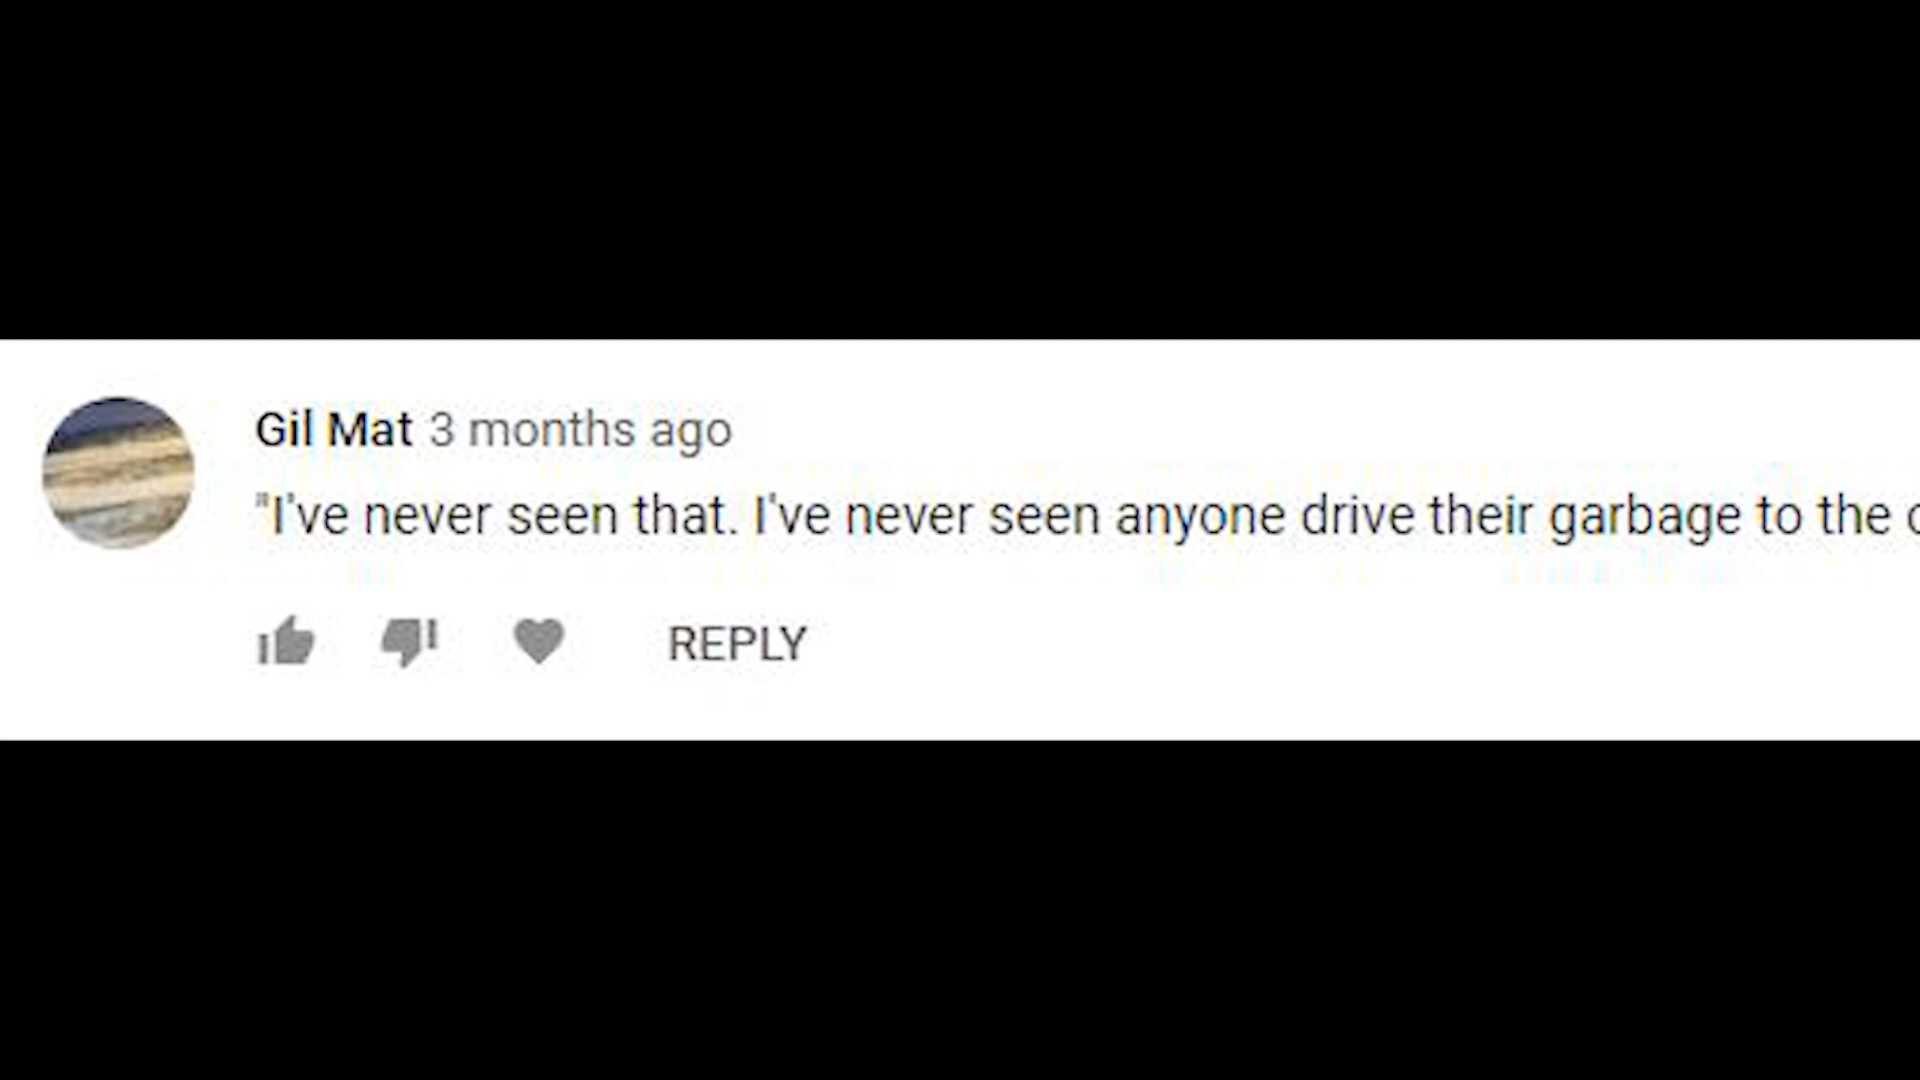 Gil Mat 3 months ago
"I've never seen that. I've never seen anyone drive their garbage to the
REPLY